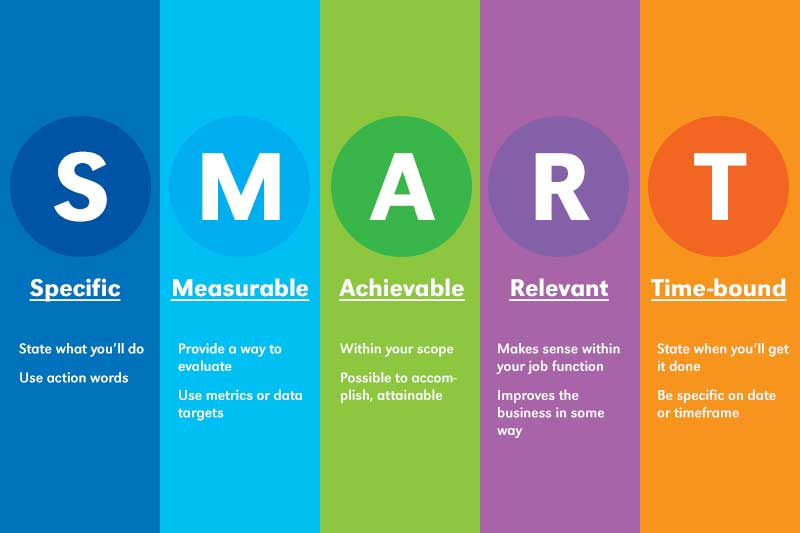 S
Specific
State what you'll do
Use action words
M
Measurable
Provide a way to
evaluate
Use metrics or data
targets
A
Achievable
Within your scope
Possible to accom-
plish, attainable
R
Relevant
Makes sense within
your job function
Improves the
business in some
way
T
Time-bound
State when you'll get
it done
Be specific on date
or timeframe